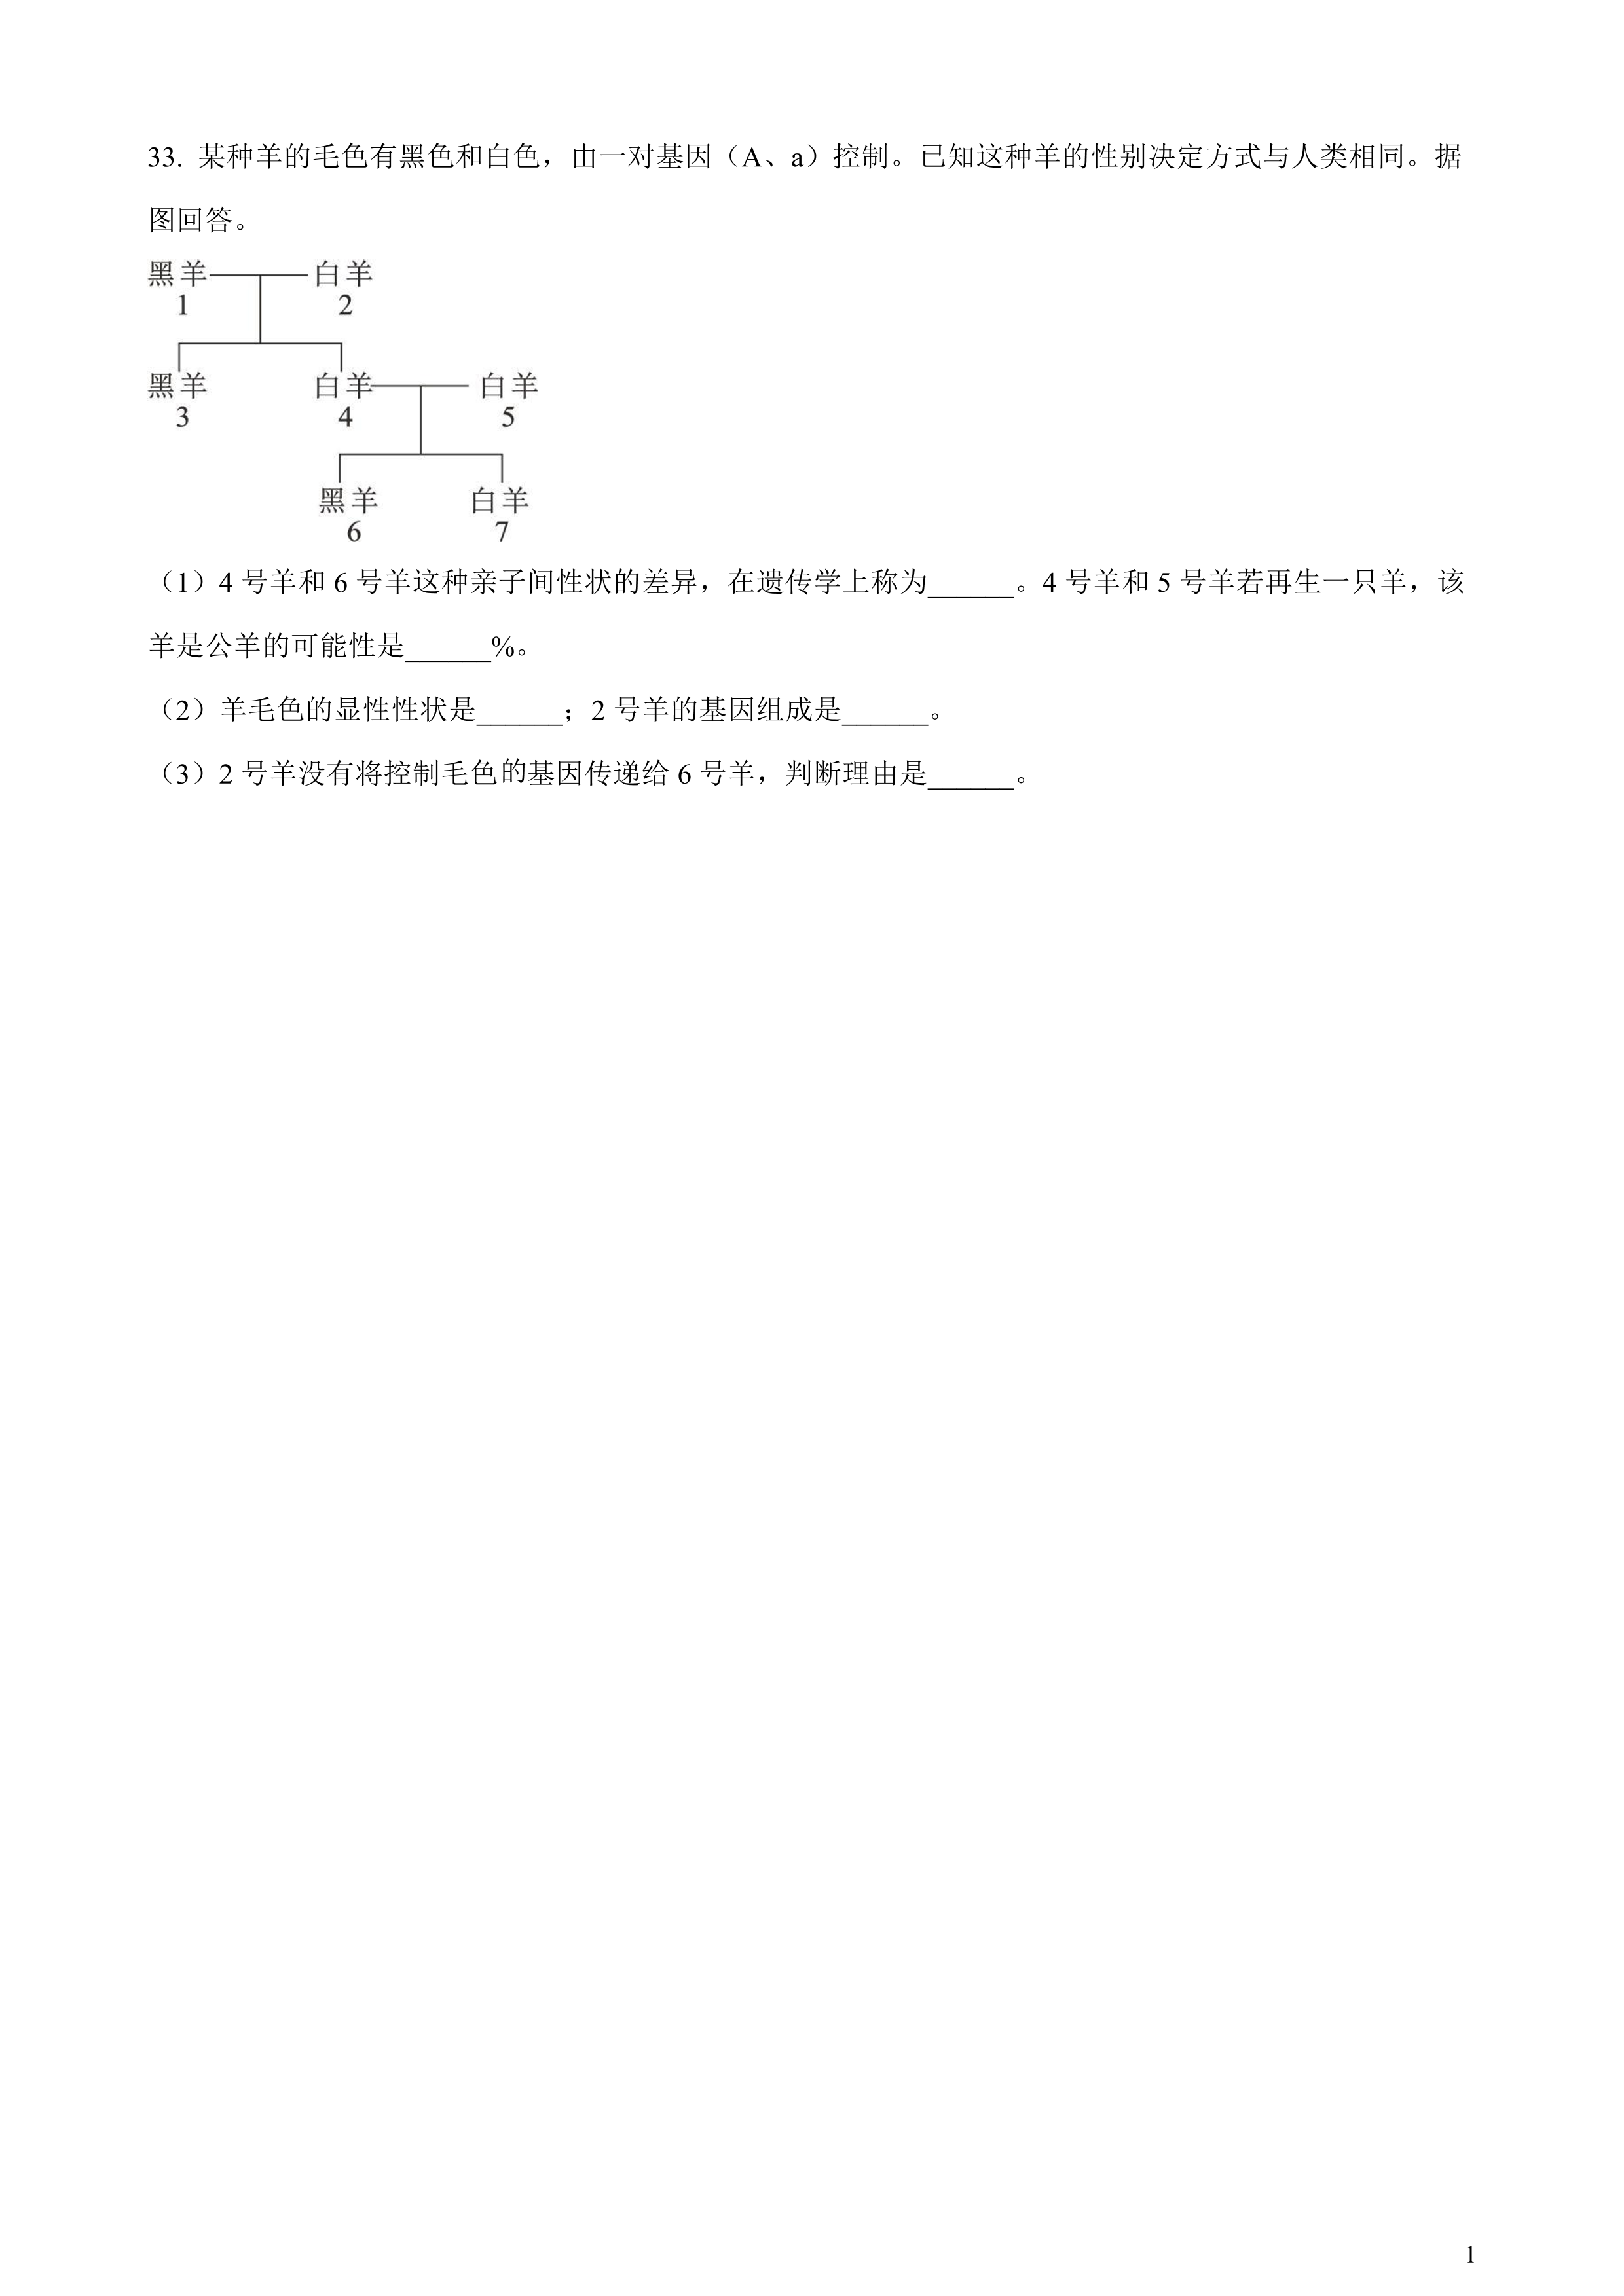 33. 某种羊的毛色有黑色和白色，由一对基因（A、a）控制。已知这种羊的性别决定方式与人类相同。据
图回答。
黑羊 白羊
1 2
黑羊 白羊 白羊
3 4 5
黑羊 白羊
6 7
（1）4 号羊和 6 号羊这种亲子间性状的差异，在遗传学上称为______。4 号羊和 5 号羊若再生一只羊，该
羊是公羊的可能性是______%。
（2）羊毛色的显性性状是______；2 号羊的基因组成是______。
（3）2 号羊没有将控制毛色的基因传递给 6 号羊，判断理由是______。
1